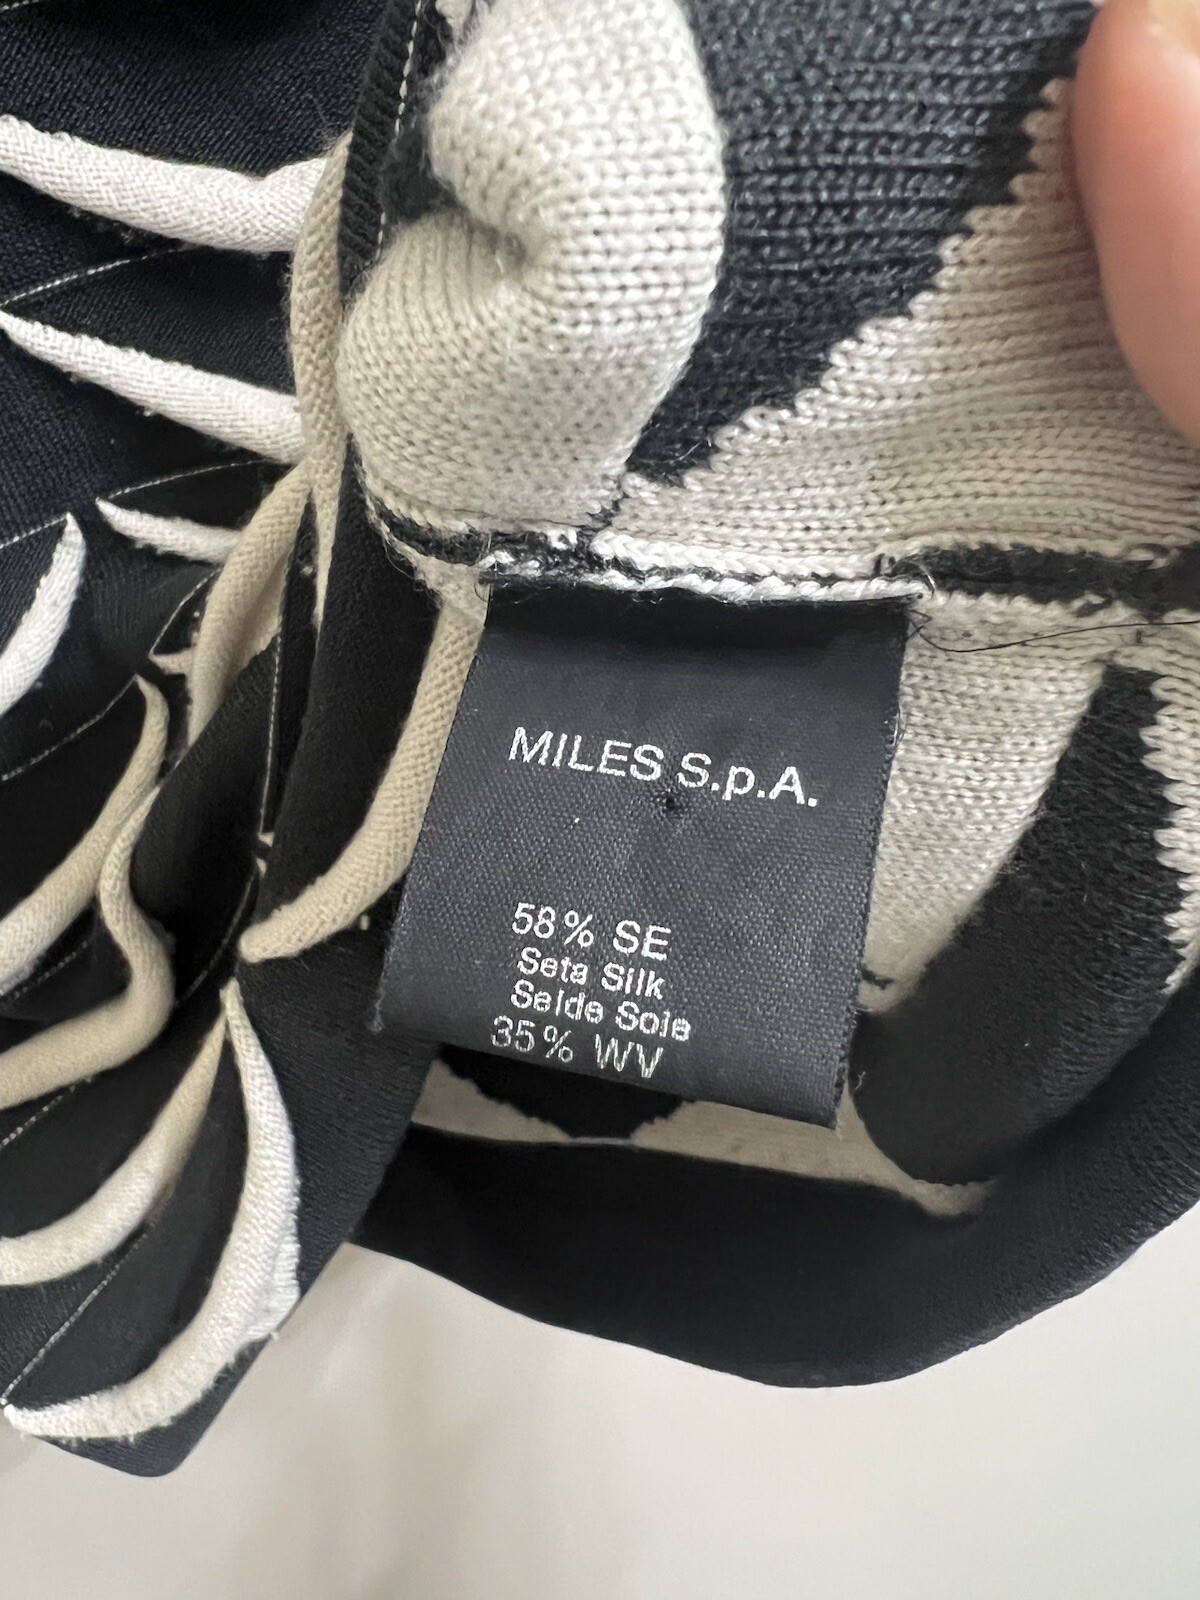 MILES S.p.A.
58% SE
Seta Silk
Seide Soie
35% WV